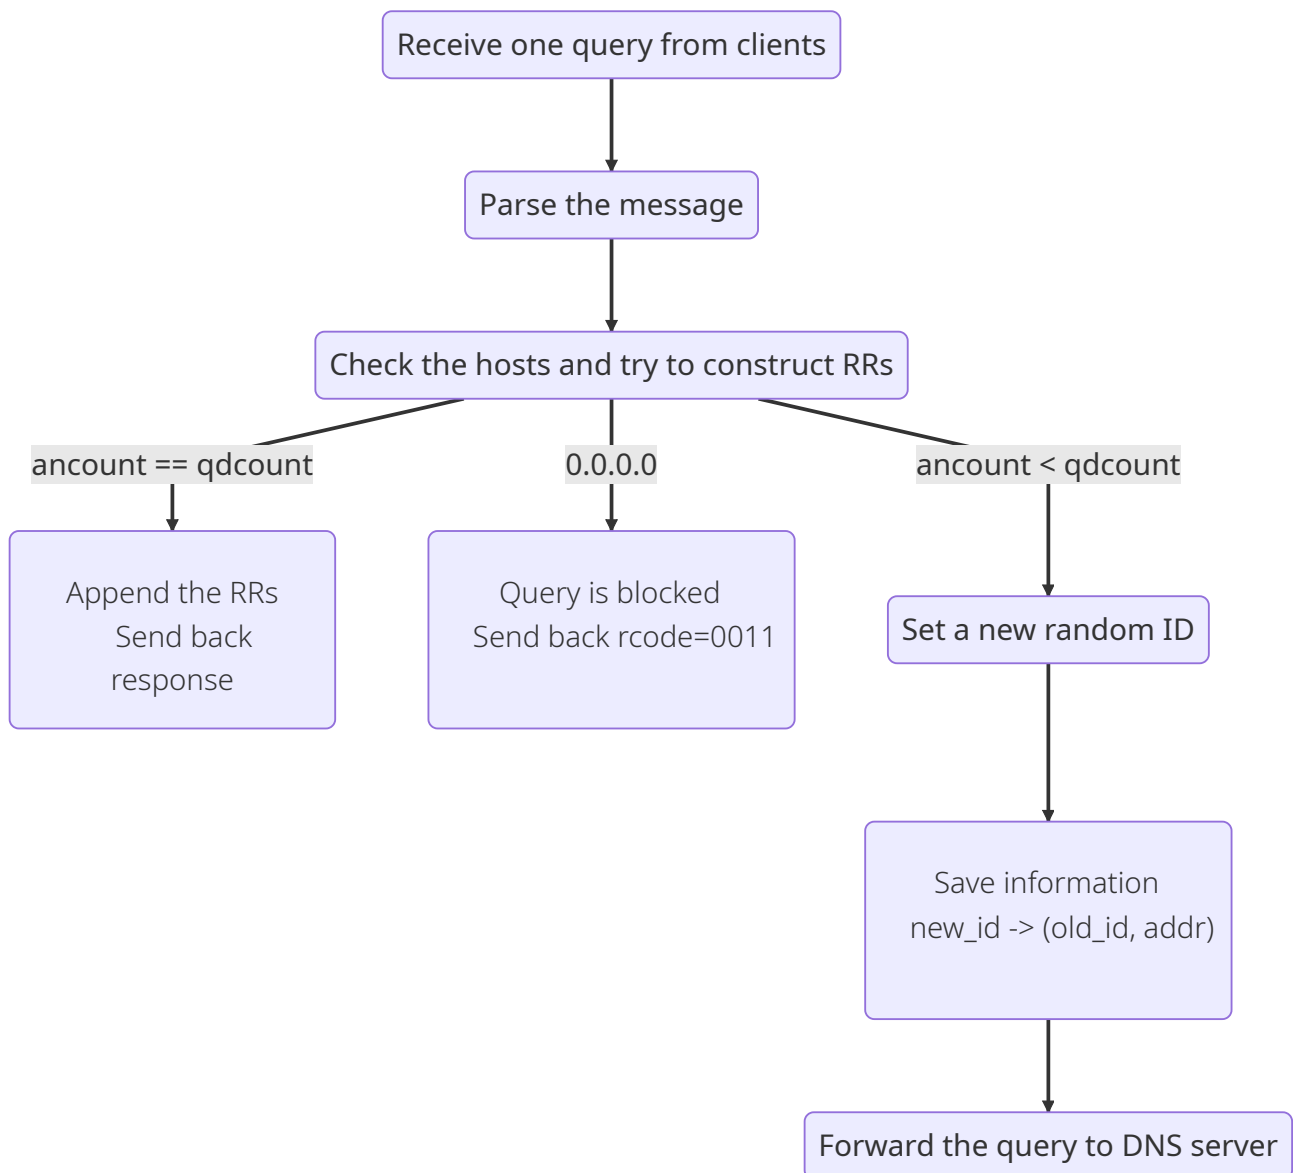 Receive one query from clients
Parse the message
Check the hosts and try to construct RRs
ancount == qdcount
0.0.0.0
ancount < qdcount
Append the RRs
Send back
response
Query is blocked
Send back rcode=0011
Set a new random ID
Save information
new_id -> (old_id, addr)
Forward the query to DNS server